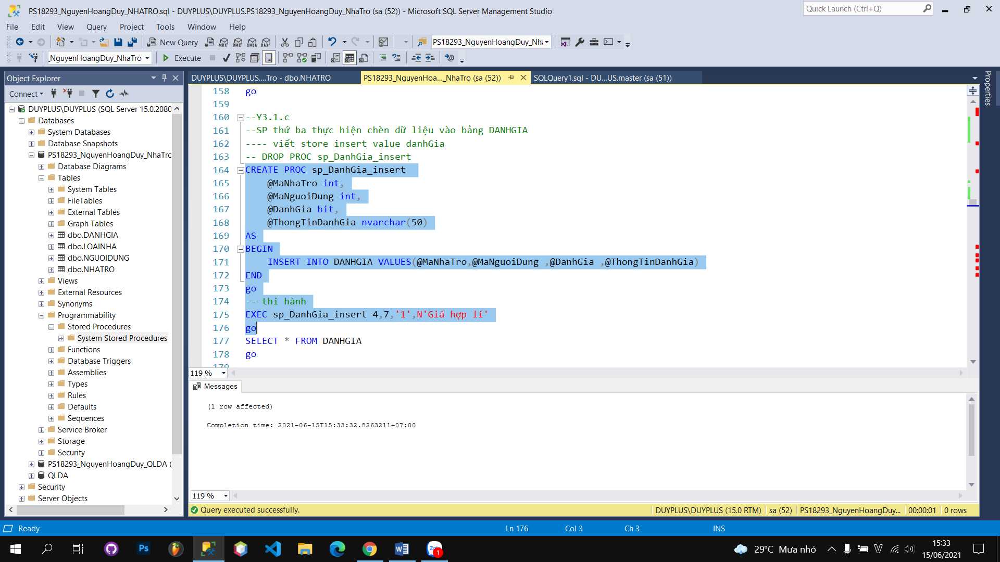 PS18293_NguyenHoangDuy_NHATRO.sql - DUYPLUS\DUYPLUS.PS18293_NguyenHoangDuy_NhaTro (sa (52)) - Microsoft SQL Server Management Studio
Quick Launch (Ctrl+Q)
File Edit View Query Project Tools Window Help
New Query
MDX DMX XMLA DAX
PS18293_NguyenHoangDuy_Nh
_NguyenHoangDuy_NhaTro
Execute
Object Explorer
Connect
DUYPLUS\DUYPLUS (SQL Server 15.0.2080
Databases
System Databases
Database Snapshots
PS18293_NguyenHoangDuy_NhaTro
Database Diagrams
Tables
System Tables
FileTables
External Tables
Graph Tables
dbo.DANHGIA
dbo.LOAINHA
dbo.NGUOIDUNG
dbo.NHATRO
Views
External Resources
Synonyms
Programmability
Stored Procedures
System Stored Procedures
Functions
Database Triggers
Assemblies
Types
Rules
Defaults
Sequences
Service Broker
Storage
Security
PS18293_NguyenHoangDuy_QLDA (
QLDA
Security
Server Objects
DUYPLUS\DUYPLUS....Tro - dbo.NHATRO
PS18293_NguyenHoa..._NhaTro (sa (52))
SQLQuery1.sql - DU...US.master (sa (51))
Properties
158 go
159
160 --Y3.1.c
161 --SP thứ ba thực hiện chèn dữ liệu vào bảng DANHGIA
162 ---- viết store insert value danhGia
163 -- DROP PROC sp_DanhGia_insert
164 CREATE PROC sp_DanhGia_insert
165 @MaNhaTro int,
166 @MaNguoiDung int,
167 @DanhGia bit,
168 @ThongTinDanhGia nvarchar(50)
169 AS
170 BEGIN
171 INSERT INTO DANHGIA VALUES(@MaNhaTro,@MaNguoiDung ,@DanhGia ,@ThongTinDanhGia)
172 END
173 go
174 -- thi hành
175 EXEC sp_DanhGia_insert 4,7,'1',N'Giá hợp lí'
176 go
177 SELECT * FROM DANHGIA
178 go
179
119 %
Messages
(1 row affected)
Completion time: 2021-06-15T15:33:32.8263211+07:00
119 %
Query executed successfully.
DUYPLUS\DUYPLUS (15.0 RTM) sa (52) PS18293_NguyenHoangDuy... 00:00:01 0 rows
Ready
Ln 176 Col 3 Ch 3 INS
Ps
1
29°C Mưa nhỏ
15:33
15/06/2021